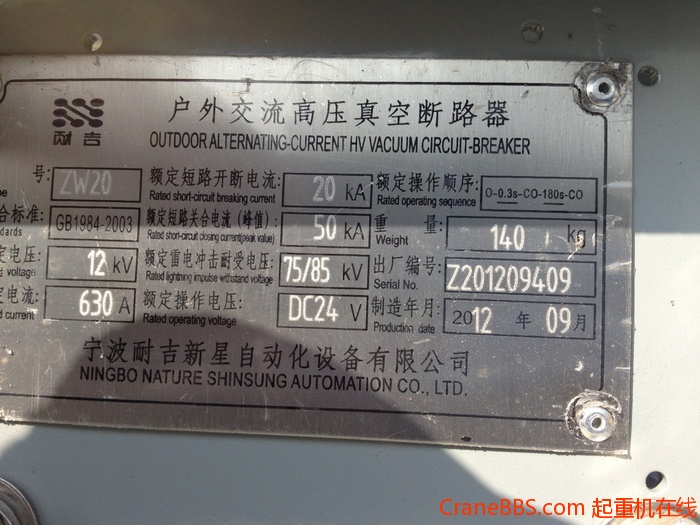 耐吉
户外交流高压真空断路器
OUTDOOR ALTERNATING-CURRENT HV VACUUM CIRCUIT-BREAKER
号: ZW20 额定短路开断电流: 20 kA 额定操作顺序: O-0.3s-CO-180s-CO
pe Rated short-circuit breaking current Rated operating sequence
合标准: GB1984-2003 额定短路关合电流(峰值) 50 kA 重 量: 140 kg
ndards Rated short-circuit closing current(peak value) Weight
定电压: 12 kV 额定雷电冲击耐受电压: 75/85 kV 出厂编号: Z201209409
voltage Rated lightning impulse withstand voltage Serial No.
定电流: 630 A 额定操作电压: DC24 V 制造年月: 2012 年 09 月
current Rated operating voltage Production date
宁波耐吉新星自动化设备有限公司
NINGBO NATURE SHINSUNG AUTOMATION CO., LTD.
CraneBBS.com 起重机在线